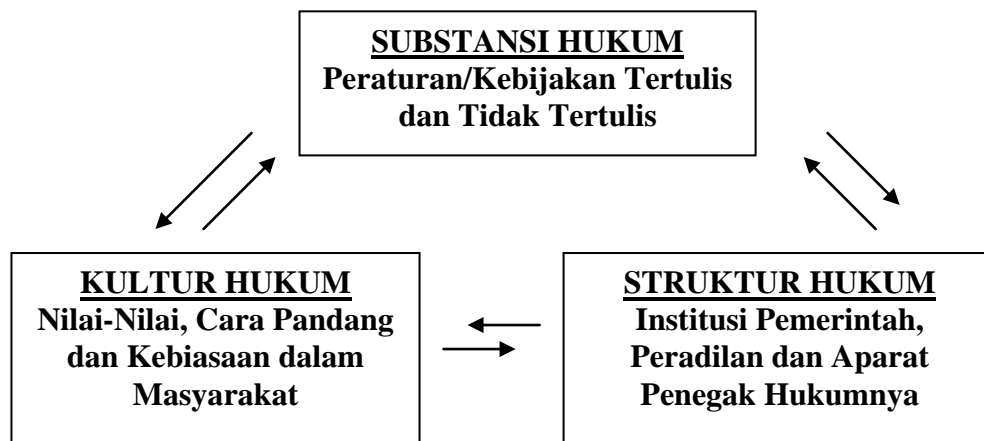 SUBSTANSI HUKUM
Peraturan/Kebijakan Tertulis
dan Tidak Tertulis
KULTUR HUKUM
Nilai-Nilai, Cara Pandang
dan Kebiasaan dalam
Masyarakat
STRUKTUR HUKUM
Institusi Pemerintah,
Peradilan dan Aparat
Penegak Hukumnya